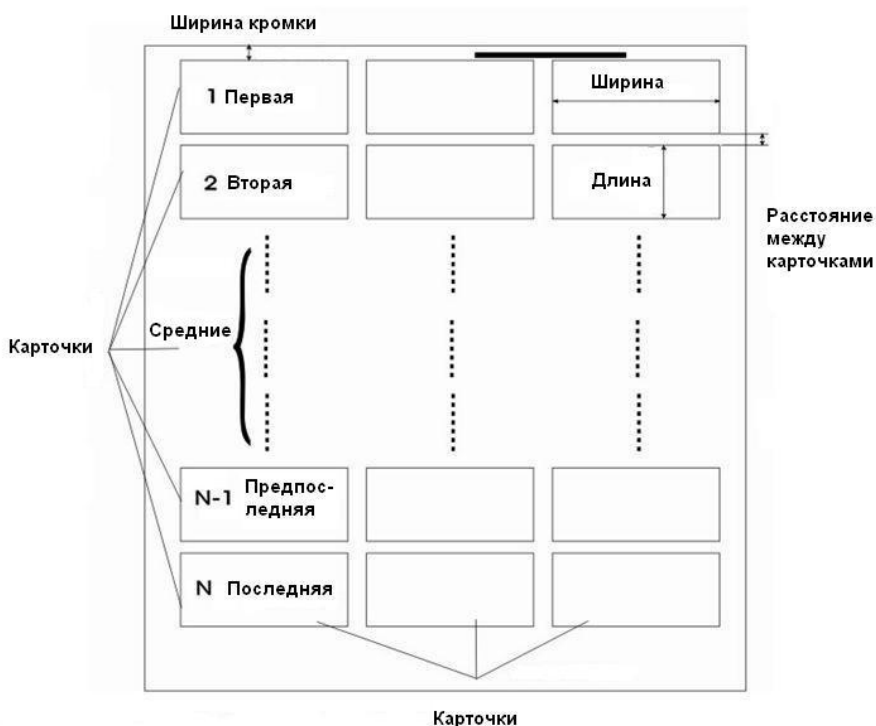 Ширина кромки
1 Первая
Ширина
2 Вторая
Длина
Расстояние
между
карточками
Средние
Карточки
N-1 Предпос-
ледняя
N Последняя
Карточки